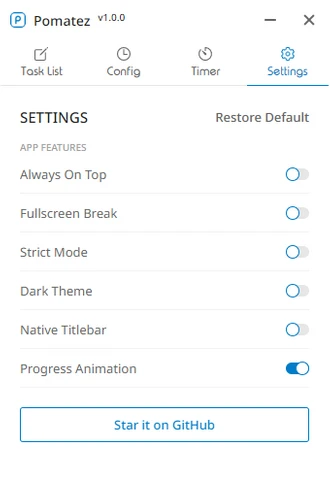 Pomatez v1.0.0
Task List Config Timer Settings
SETTINGS Restore Default
APP FEATURES
Always On Top
Fullscreen Break
Strict Mode
Dark Theme
Native Titlebar
Progress Animation
Star it on GitHub